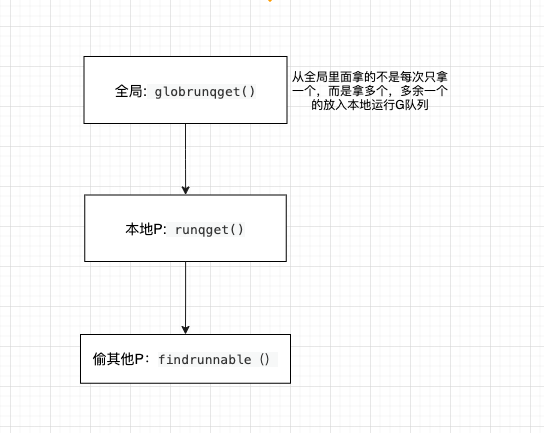 全局: globrunqget()
从全局里面拿的不是每次只拿
一个，而是拿多个，多余一个
的放入本地运行G队列
本地P: runqget()
偷其他P：findrunnable ()